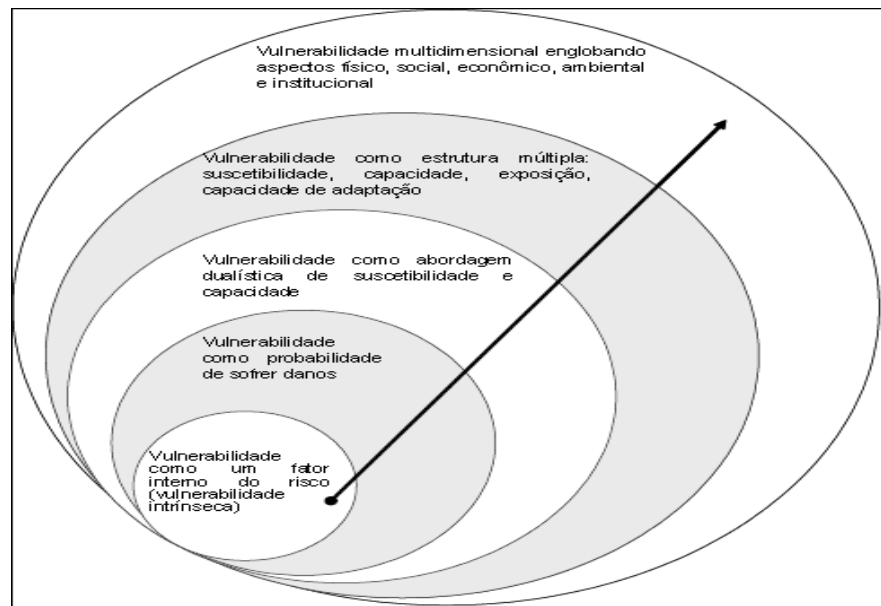 Vulnerabilidade multidimensional englobando
aspectos físico, social, econômico, ambiental
e institucional
Vulnerabilidade como estrutura múltipla:
suscetibilidade, capacidade, exposição,
capacidade de adaptação
Vulnerabilidade como abordagem
dualística de suscetibilidade e
capacidade
Vulnerabilidade
como probabilidade
de sofrer danos
Vulnerabilidade
como um fator
interno do risco
(vulnerabilidade
intrínseca)